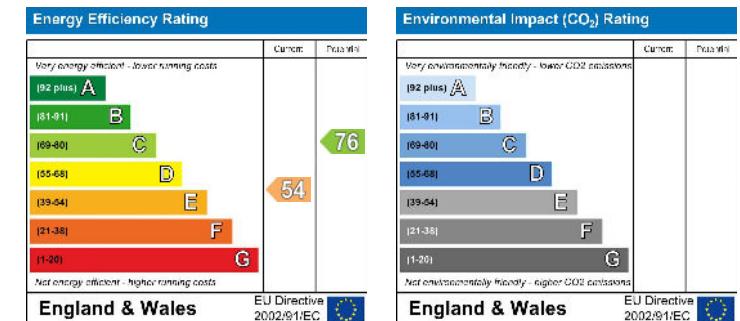 Energy Efficiency Rating
Current Potential
Very energy efficient - lower running costs
(92 plus) A
(81-91) B
(69-80) C
(55-68) D
(39-54) E
(21-38) F
(1-20) G
76
54
Not energy efficient - higher running costs
England & Wales
EU Directive
2002/91/EC
Environmental Impact (CO2) Rating
Current Potential
Very environmentally friendly - lower CO2 emissions
(92 plus) A
(81-91) B
(69-80) C
(55-68) D
(39-54) E
(21-38) F
(1-20) G
Not environmentally friendly - higher CO2 emissions
England & Wales
EU Directive
2002/91/EC